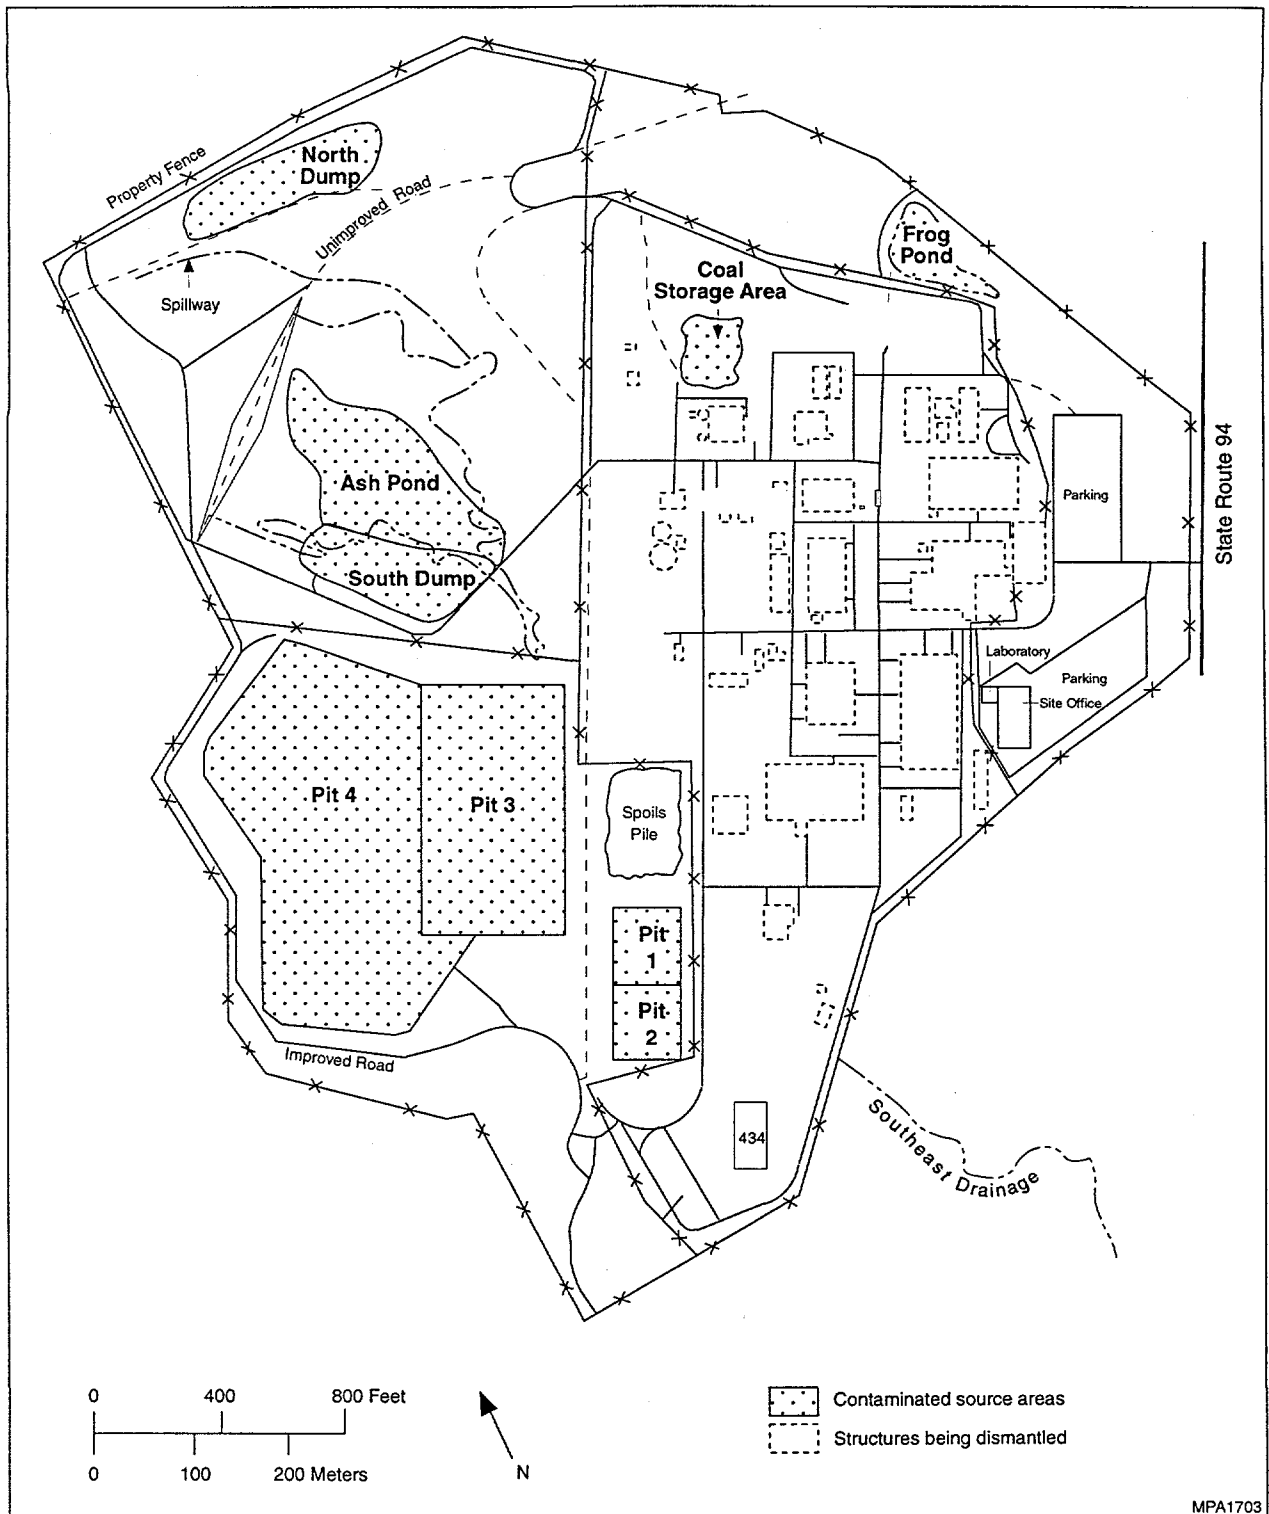 North
Dump
Property Fence
Unimproved Road
Frog
Pond
Coal
Storage Area
Spillway
State Route 94
Ash Pond
Parking
South Dump
Laboratory
Parking
Site Office
Pit 4
Pit 3
Spoils
Pile
Pit
1
Pit
2
Improved Road
434
Southeast Drainage
0 400 800 Feet
0 100 200 Meters
N
Contaminated source areas
Structures being dismantled
MPA1703